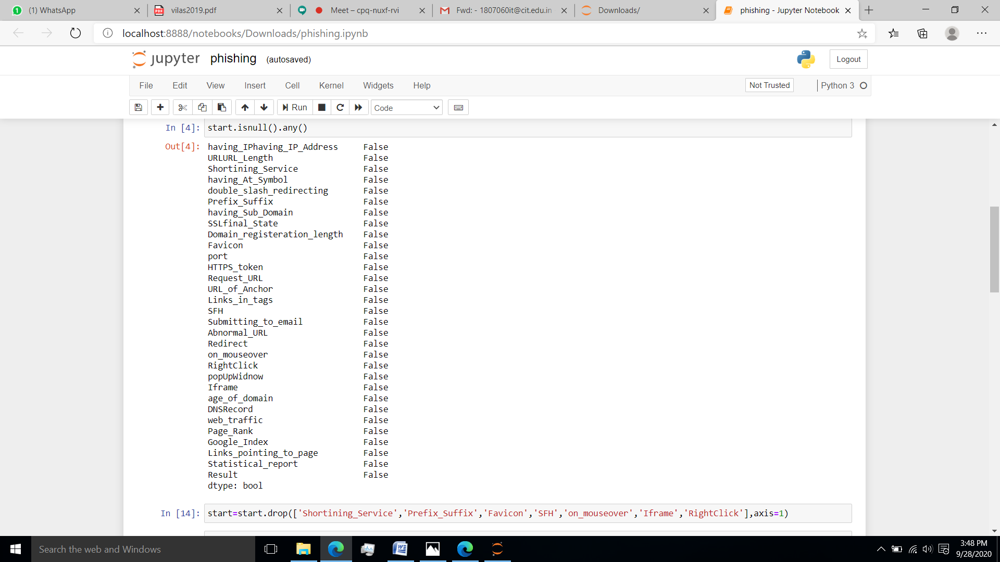 (1) WhatsApp
vilas2019.pdf
Meet – cpq-nuxf-rvi
Fwd: - 1807060it@cit.edu.in
Downloads/
phishing - Jupyter Notebook
localhost:8888/notebooks/Downloads/phishing.ipynb
jupyter phishing (autosaved)
Logout
File Edit View Insert Cell Kernel Widgets Help
Not Trusted
Python 3
Run
Code
In [4]: start.isnull().any()
Out[4]: having_IPhaving_IP_Address False
URLURL_Length False
Shortining_Service False
having_At_Symbol False
double_slash_redirecting False
Prefix_Suffix False
having_Sub_Domain False
SSLfinal_State False
Domain_registeration_length False
Favicon False
port False
HTTPS_token False
Request_URL False
URL_of_Anchor False
Links_in_tags False
SFH False
Submitting_to_email False
Abnormal_URL False
Redirect False
on_mouseover False
RightClick False
popUpWidnow False
Iframe False
age_of_domain False
DNSRecord False
web_traffic False
Page_Rank False
Google_Index False
Links_pointing_to_page False
Statistical_report False
Result False
dtype: bool
In [14]: start=start.drop(['Shortining_Service','Prefix_Suffix','Favicon','SFH','on_mouseover','Iframe','RightClick'],axis=1)
Search the web and Windows
3:48 PM
9/28/2020